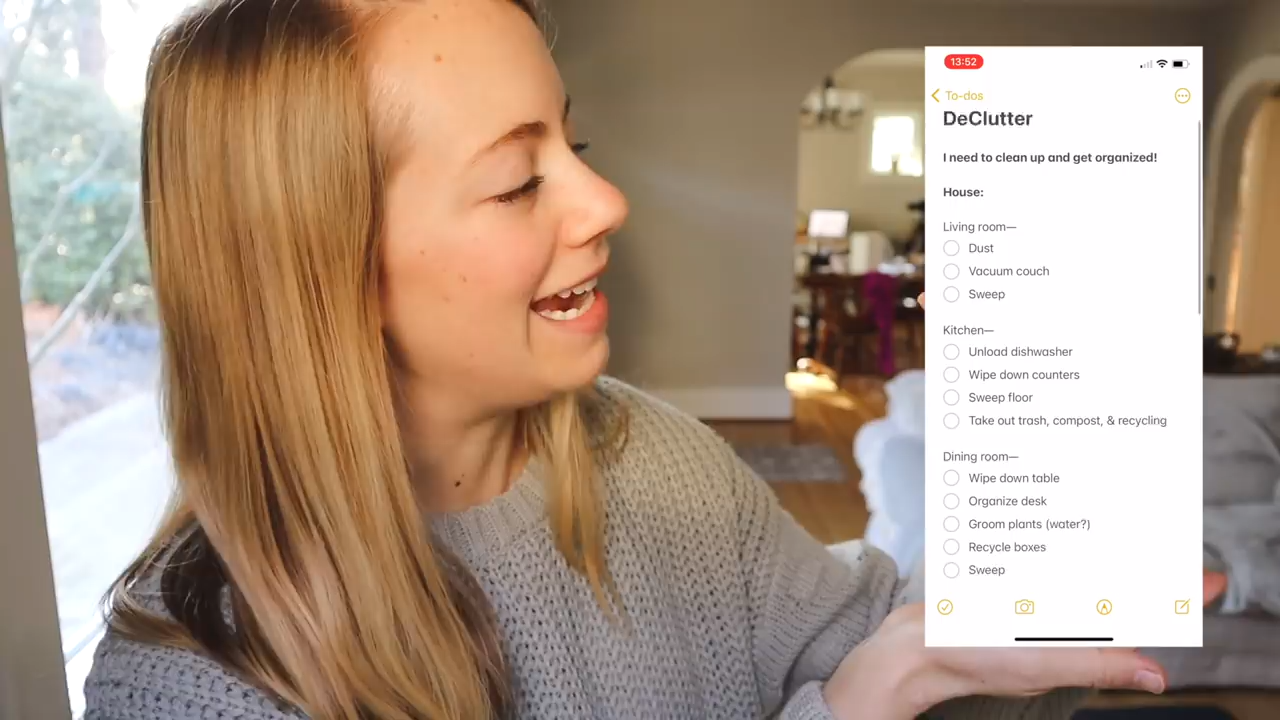 13:52
To-dos
DeClutter
I need to clean up and get organized!
House:
Living room—
Dust
Vacuum couch
Sweep
Kitchen—
Unload dishwasher
Wipe down counters
Sweep floor
Take out trash, compost, & recycling
Dining room—
Wipe down table
Organize desk
Groom plants (water?)
Recycle boxes
Sweep